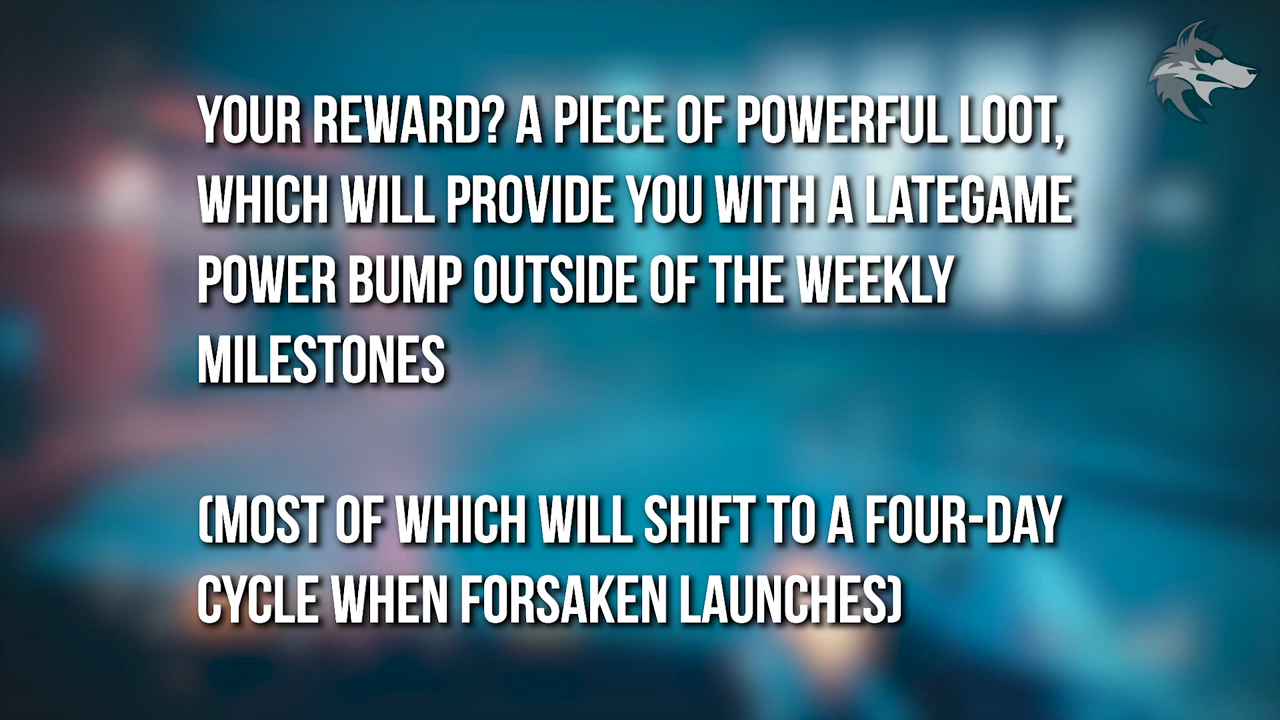 YOUR REWARD? A PIECE OF POWERFUL LOOT,
WHICH WILL PROVIDE YOU WITH A LATEGAME
POWER BUMP OUTSIDE OF THE WEEKLY
MILESTONES
(MOST OF WHICH WILL SHIFT TO A FOUR-DAY
CYCLE WHEN FORSAKEN LAUNCHES)